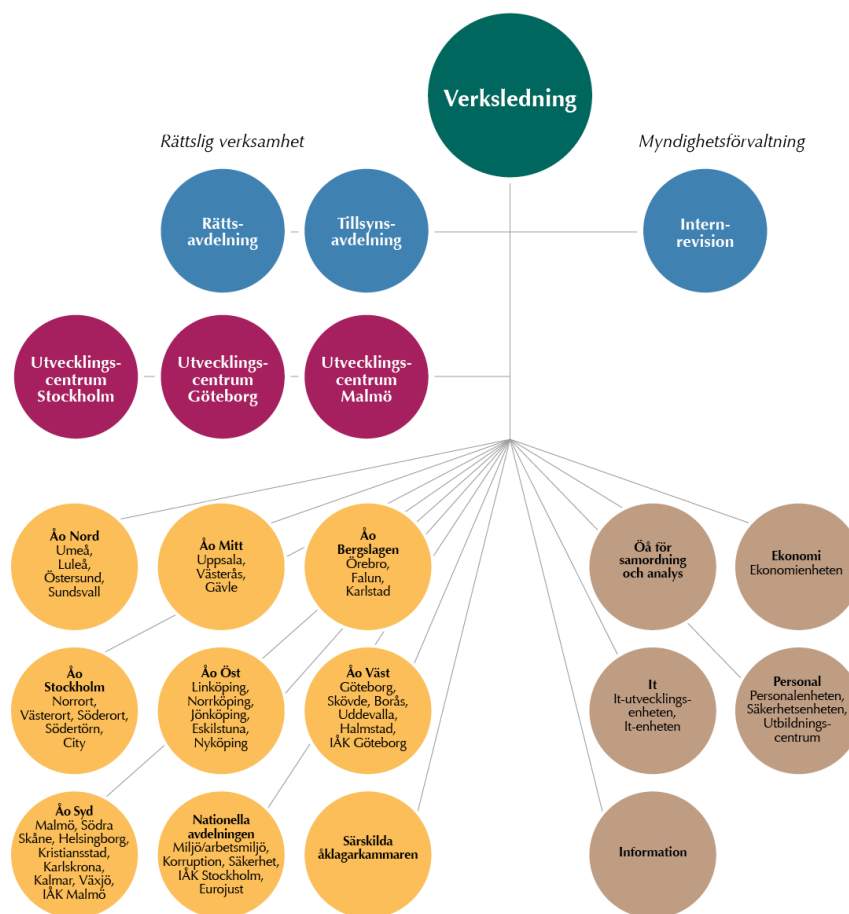 Verksledning
Rättslig verksamhet
Myndighetsförvaltning
Rätts-
avdelning
Tillsyns-
avdelning
Intern-
revision
Utvecklings-
centrum
Stockholm
Utvecklings-
centrum
Göteborg
Utvecklings-
centrum
Malmö
Åo Nord
Umeå,
Luleå,
Östersund,
Sundsvall
Åo Mitt
Uppsala,
Västerås,
Gävle
Åo
Bergslagen
Örebro,
Falun,
Karlstad
Öå för
samordning
och analys
Ekonomi
Ekonomienheten
Åo
Stockholm
Norrort,
Västerort, Söderort,
Södertörn,
City
Åo Öst
Linköping,
Norrköping,
Jönköping,
Eskilstuna,
Nyköping
Åo Väst
Göteborg,
Skövde, Borås,
Uddevalla,
Halmstad,
IÅK Göteborg
It
It-utvecklings-
enheten,
It-enheten
Personal
Personalenheten,
Säkerhetsenheten,
Utbildnings-
centrum
Åo Syd
Malmö, Södra
Skåne, Helsingborg,
Kristiansstad,
Karlskrona,
Kalmar, Växjö,
IÅK Malmö
Nationella
avdelningen
Miljö/arbetsmiljö,
Korruption, Säkerhet,
IÅK Stockholm,
Eurojust
Särskilda
åklagarkammaren
Information